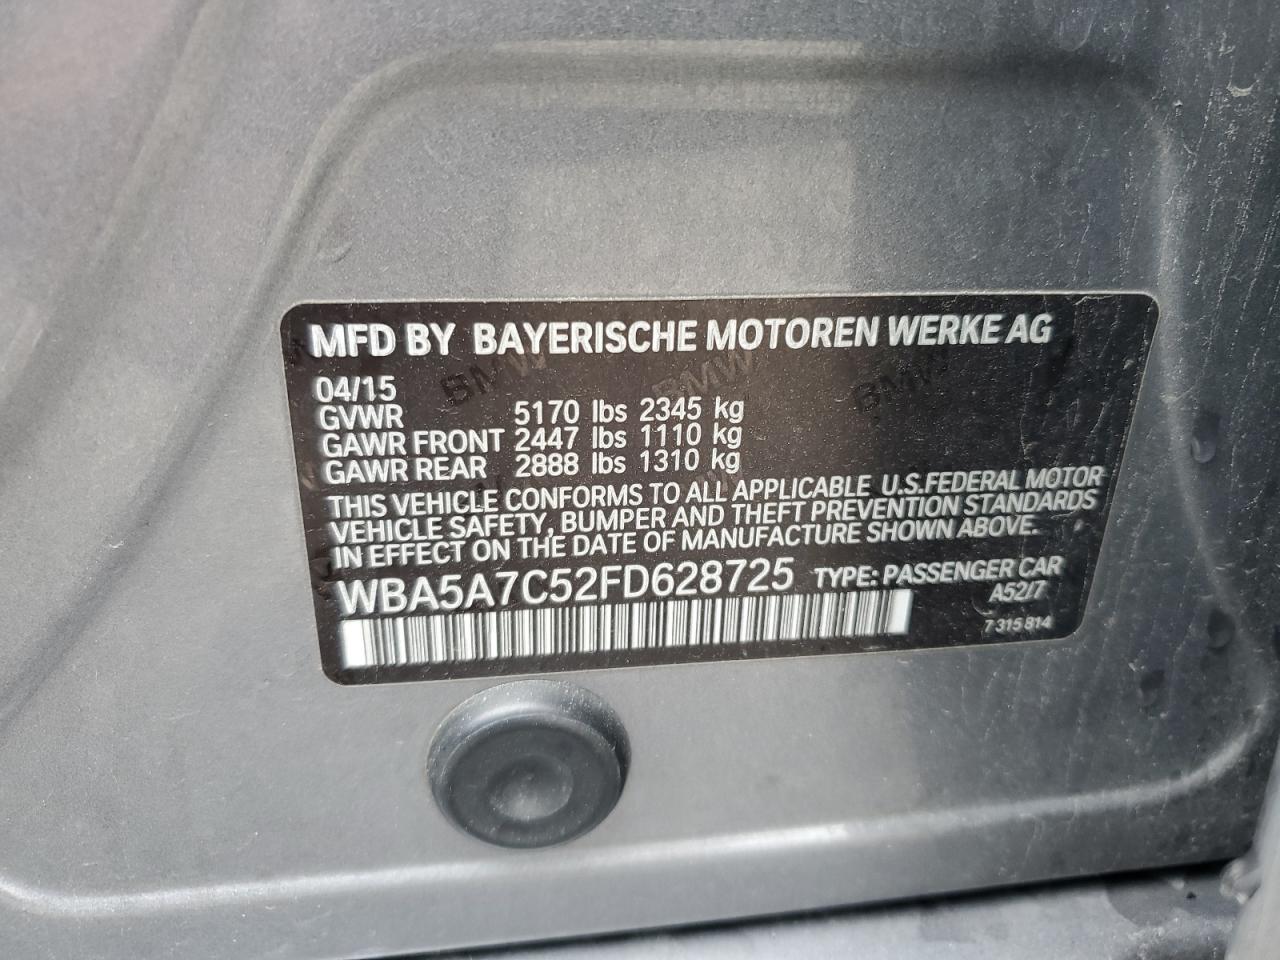 MFD BY BAYERISCHE MOTOREN WERKE AG
BMW BMW BMW
04/15
GVWR 5170 lbs 2345 kg
GAWR FRONT 2447 lbs 1110 kg
GAWR REAR 2888 lbs 1310 kg
THIS VEHICLE CONFORMS TO ALL APPLICABLE U.S.FEDERAL MOTOR
VEHICLE SAFETY, BUMPER AND THEFT PREVENTION STANDARDS
IN EFFECT ON THE DATE OF MANUFACTURE SHOWN ABOVE.
WBA5A7C52FD628725 TYPE: PASSENGER CAR
A52/7
7 315 814